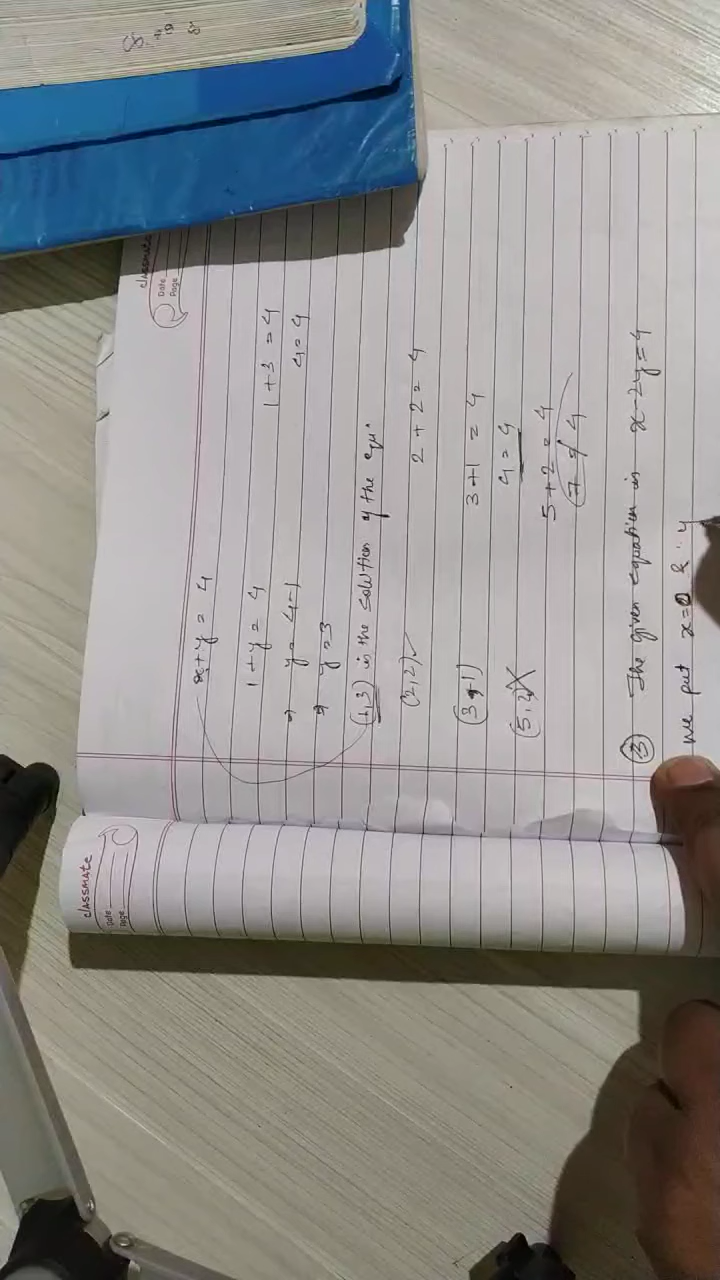 classmate
Date
Page
x+y = 4
1+y = 4
1+3 = 4
⇒ y = 4-1
4 = 4
⇒ y = 3
(1,3) is the solution of the equⁿ.
(2,2) ✓
2+2 = 4
(3,1)
3+1 = 4
4 = 4
(5,2) X
5+2 = 4
7 ≠ 4
③ The given equation is x-2y=4
we put x=0 & y
classmate
Date
Page